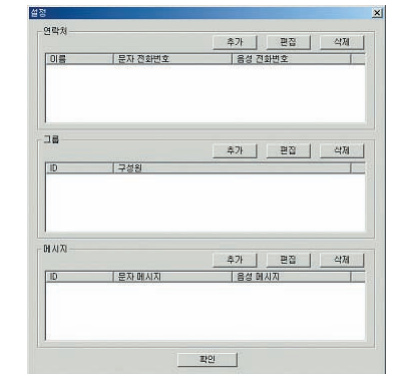 설정
연락처
추가 편집 삭제
이름 문자 전화번호 음성 전화번호
그룹
추가 편집 삭제
ID 구성원
메시지
추가 편집 삭제
ID 문자 메시지 음성 메시지
확인